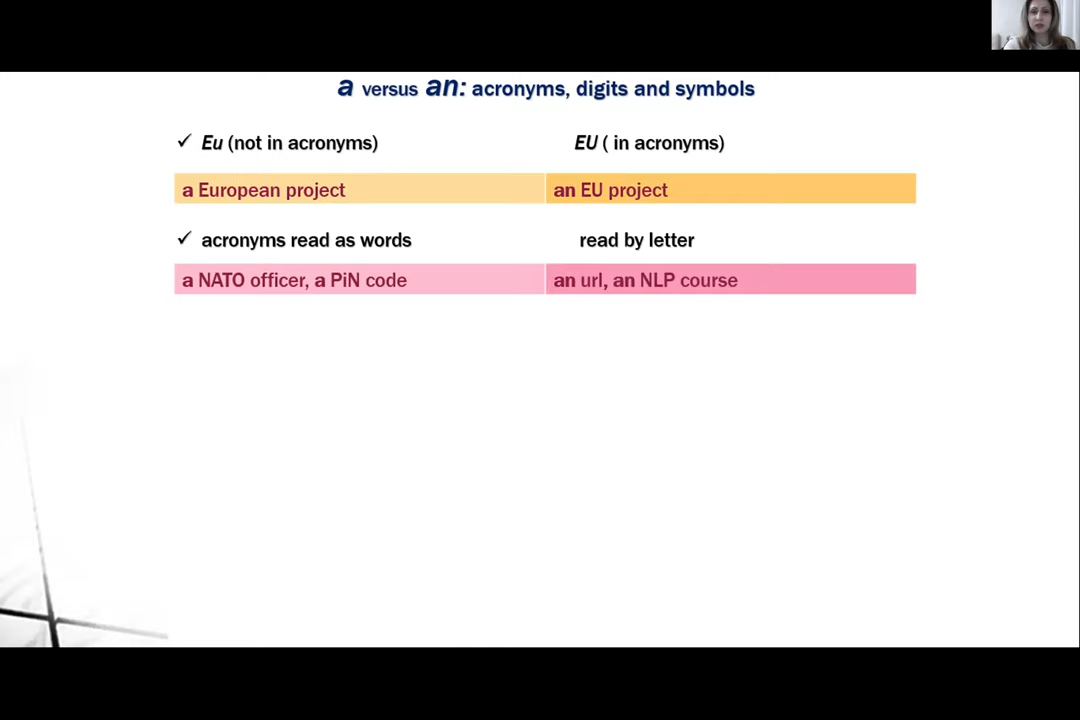 a versus an: acronyms, digits and symbols
✓ Eu (not in acronyms) EU ( in acronyms)
a European project an EU project
✓ acronyms read as words read by letter
a NATO officer, a PiN code an url, an NLP course